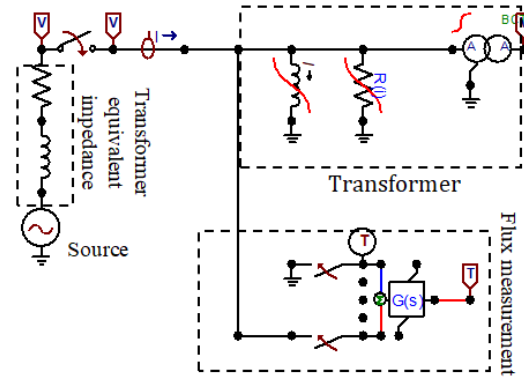 V
V
I
BC
A
A
I
R(i)
Transformer
equivalent
impedance
Transformer
Source
T
G(s)
Σ
T
Flux measurement